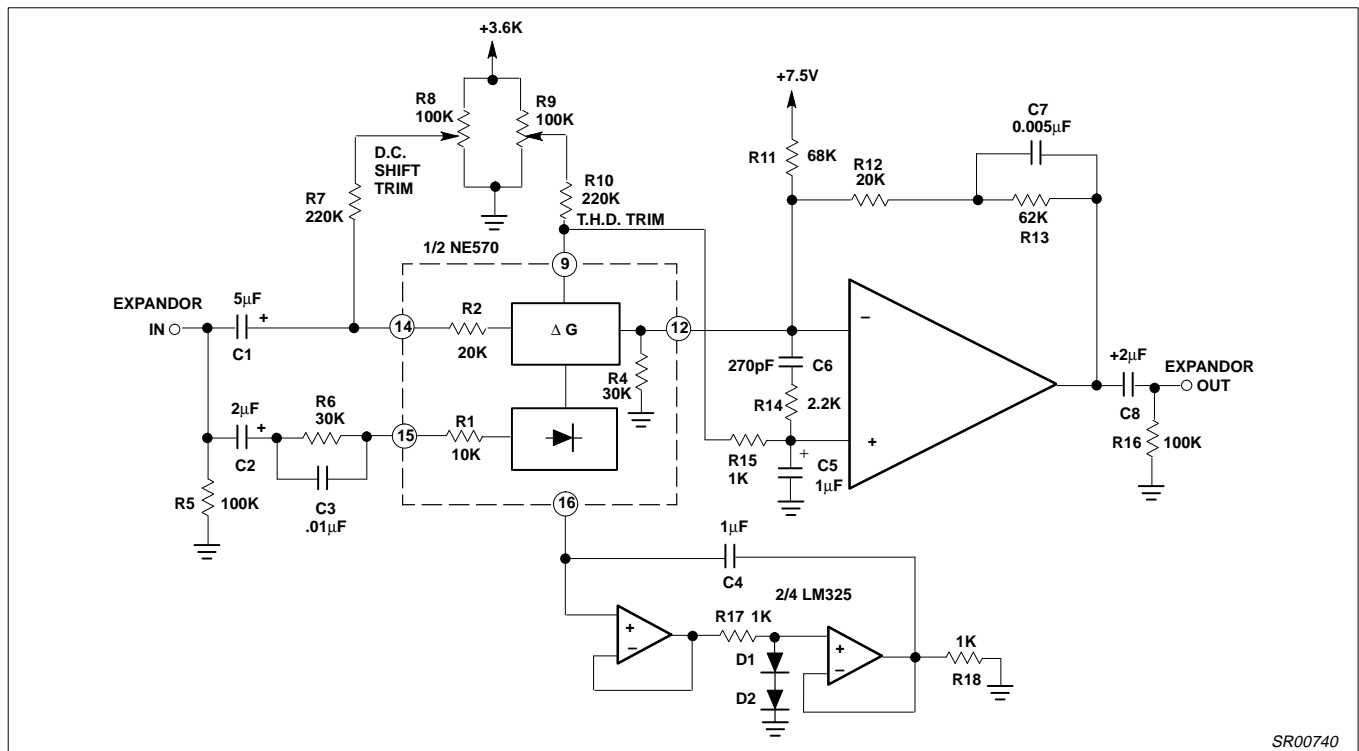 +3.6K
R8
100K
R9
100K
D.C.
SHIFT
TRIM
R7
220K
R10
220K
T.H.D. TRIM
+7.5V
R11
68K
R12
20K
C7
0.005μF
62K
R13
1/2 NE570
9
EXPANDOR
IN
5μF
+
C1
14
R2
20K
Δ G
12
R4
30K
2μF
+
C2
R6
30K
C3
.01μF
15
R1
10K
R5
100K
16
270pF
C6
R14
2.2K
R15
1K
+
C5
1μF
−
+
+2μF
C8
EXPANDOR
OUT
R16
100K
1μF
C4
2/4 LM325
+
−
R17 1K
D1
D2
+
−
1K
R18
SR00740